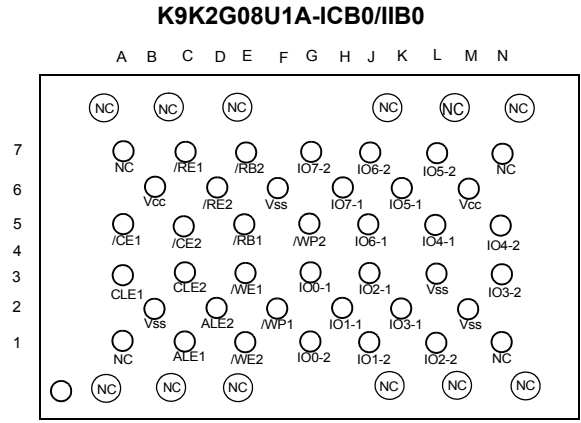 K9K2G08U1A-ICB0/IIB0
A B C D E F G H J K L M N
NC NC NC NC NC NC
7
NC /RE1 /RB2 IO7-2 IO6-2 IO5-2 NC
6
Vcc /RE2 Vss IO7-1 IO5-1 Vcc
5
/CE1 /CE2 /RB1 /WP2 IO6-1 IO4-1 IO4-2
4
3
CLE1 CLE2 /WE1 IO0-1 IO2-1 Vss IO3-2
2
Vss ALE2 /WP1 IO1-1 IO3-1 Vss
1
NC ALE1 /WE2 IO0-2 IO1-2 IO2-2 NC
NC NC NC NC NC NC